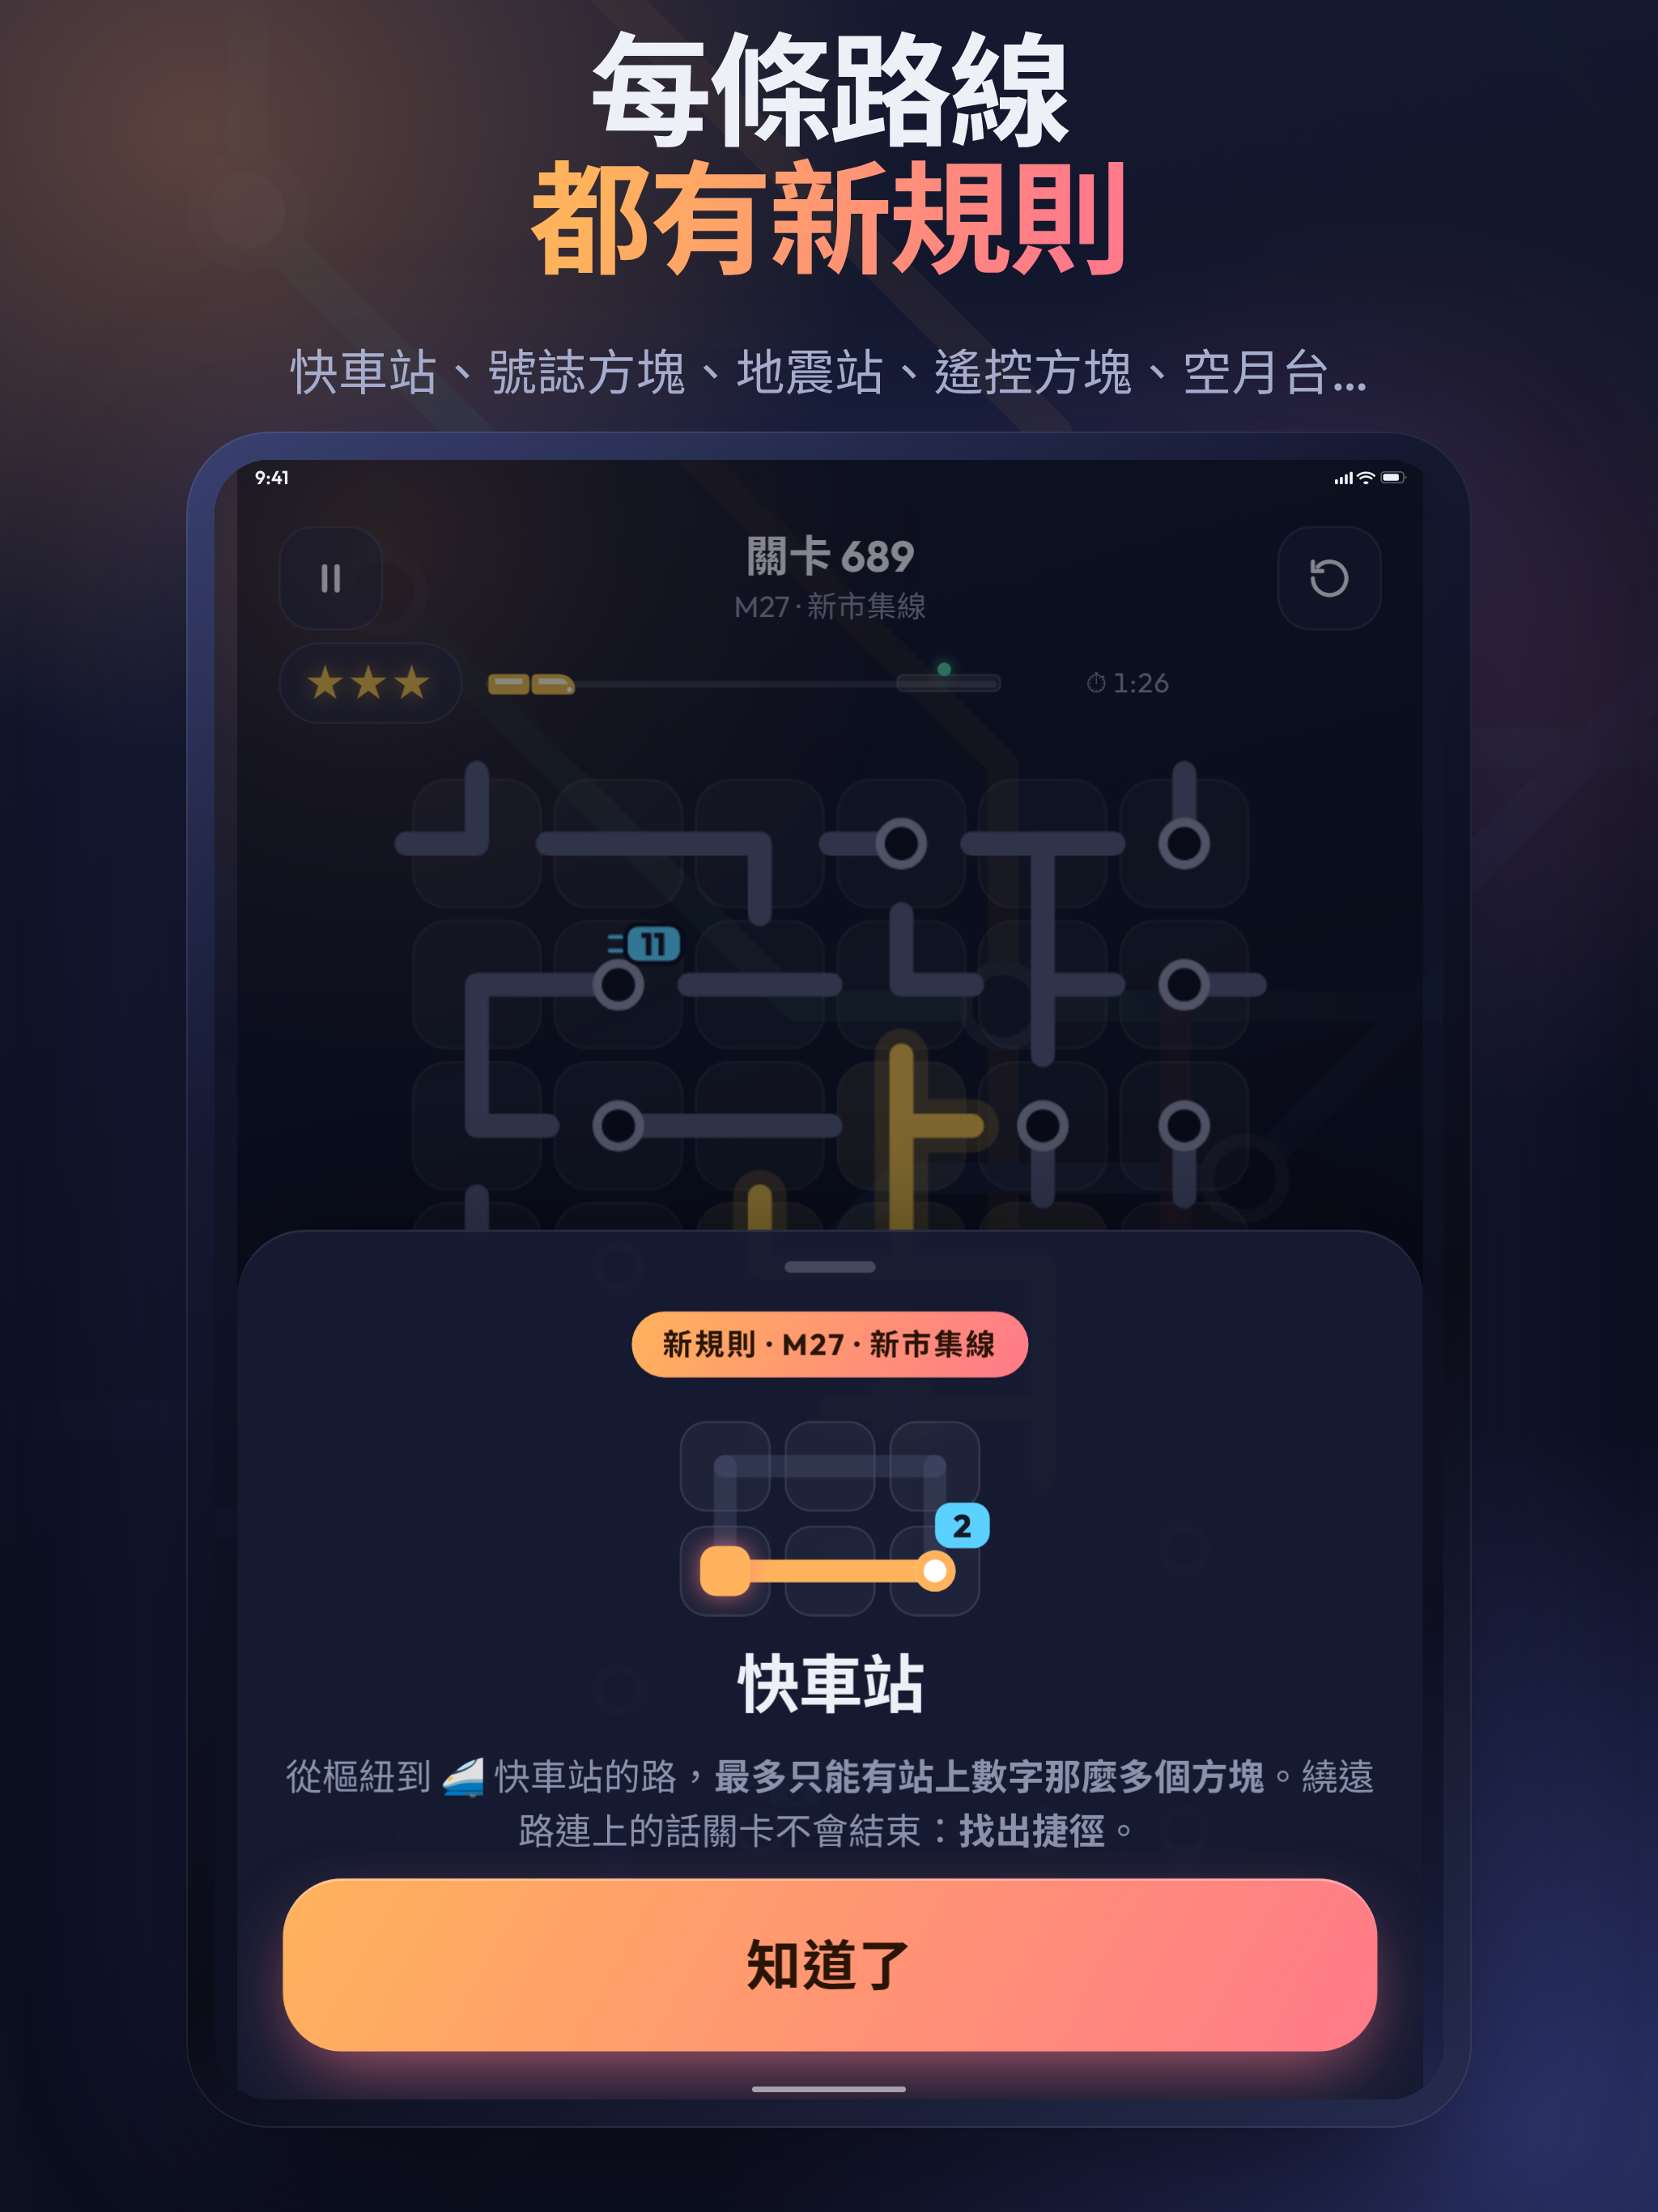 每條路線
都有新規則
快車站、號誌方塊、地震站、遙控方塊、空月台...
9:41
關卡 689
M27 · 新市集線
★★★
⏱ 1:26
11
新規則 · M27 · 新市集線
2
快車站
從樞紐到 🚄 快車站的路，最多只能有站上數字那麼多個方塊。繞遠
路連上的話關卡不會結束：找出捷徑。
知道了